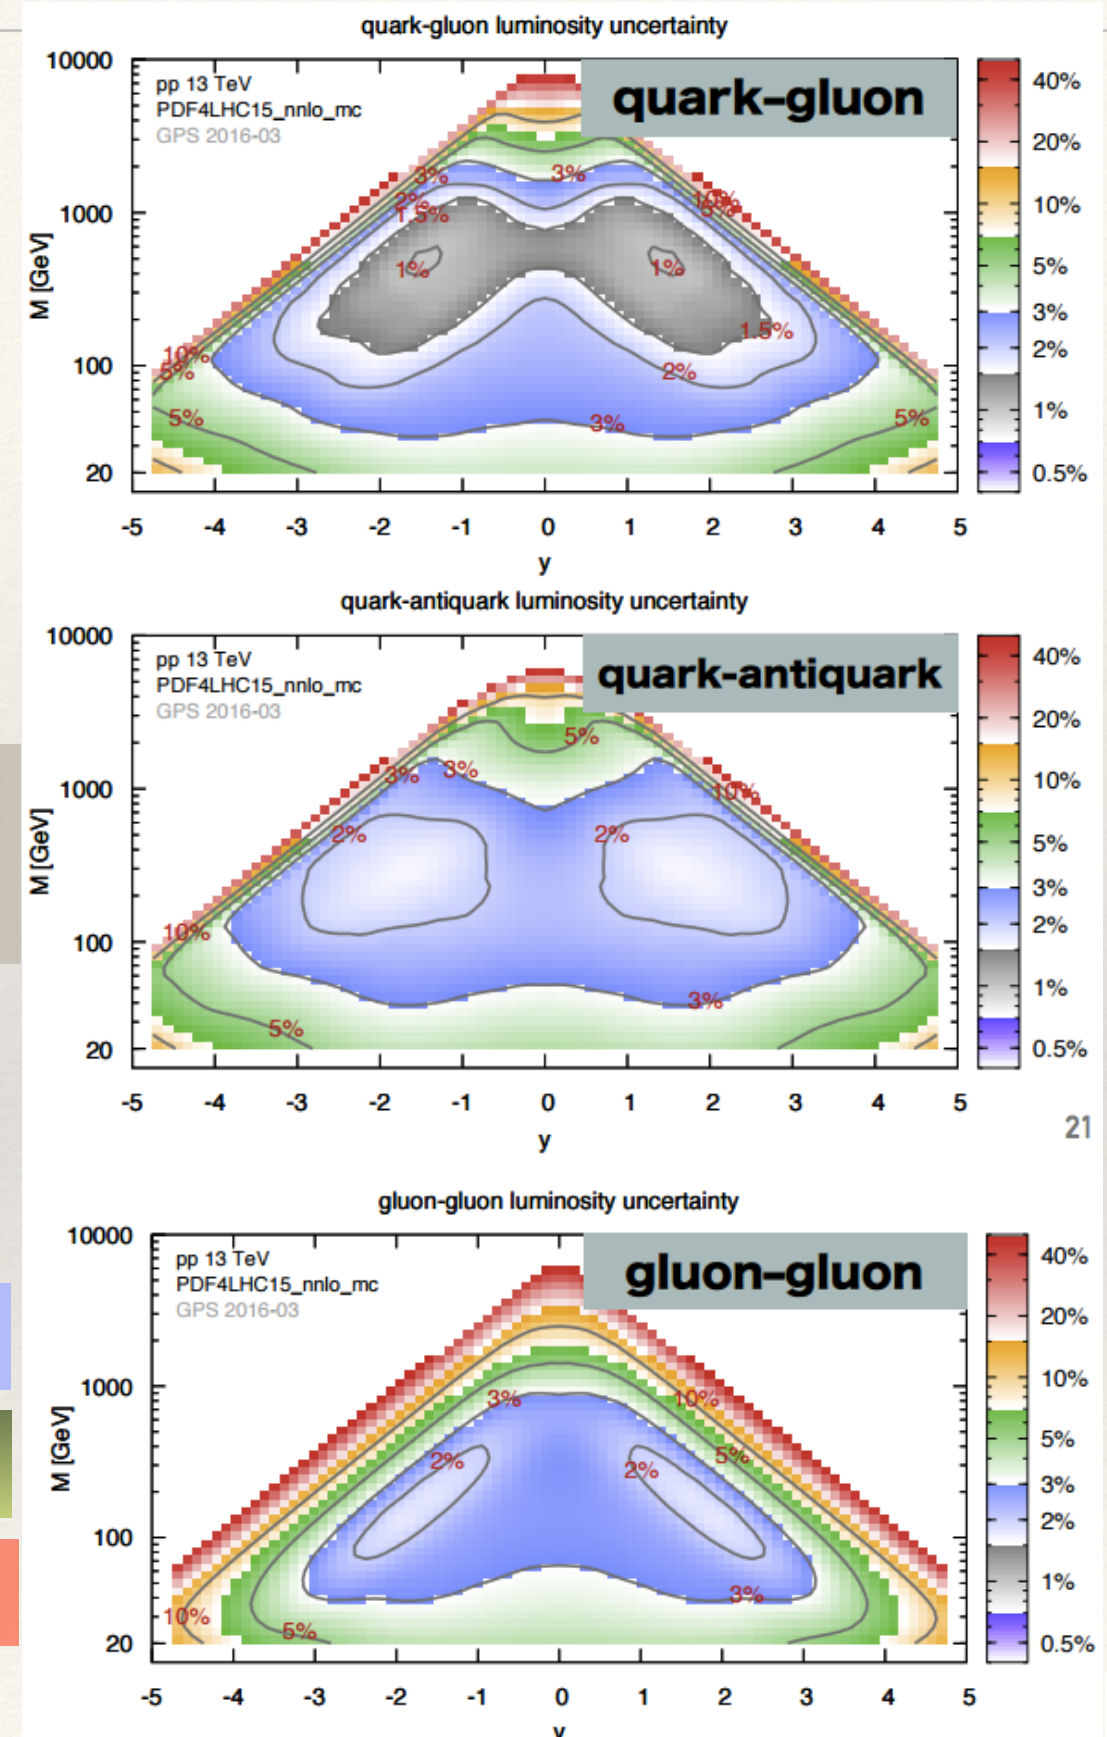 quark-gluon luminosity uncertainty
10000
1000
100
20
M [GeV]
pp 13 TeV
PDF4LHC15_nnlo_mc
GPS 2016-03
quark–gluon
3%
2%
1.5%
1%
3%
10%
5%
1%
1.5%
2%
3%
10%
5%
5%
5%
40%
20%
10%
5%
3%
2%
1%
0.5%
-5 -4 -3 -2 -1 0 1 2 3 4 5
y
quark-antiquark luminosity uncertainty
10000
1000
100
20
M [GeV]
pp 13 TeV
PDF4LHC15_nnlo_mc
GPS 2016-03
quark-antiquark
5%
3%
3%
10%
2%
2%
10%
3%
5%
40%
20%
10%
5%
3%
2%
1%
0.5%
-5 -4 -3 -2 -1 0 1 2 3 4 5
y
21
gluon-gluon luminosity uncertainty
10000
1000
100
20
M [GeV]
pp 13 TeV
PDF4LHC15_nnlo_mc
GPS 2016-03
gluon–gluon
3%
10%
2%
2%
5%
3%
10%
5%
40%
20%
10%
5%
3%
2%
1%
0.5%
-5 -4 -3 -2 -1 0 1 2 3 4 5
y